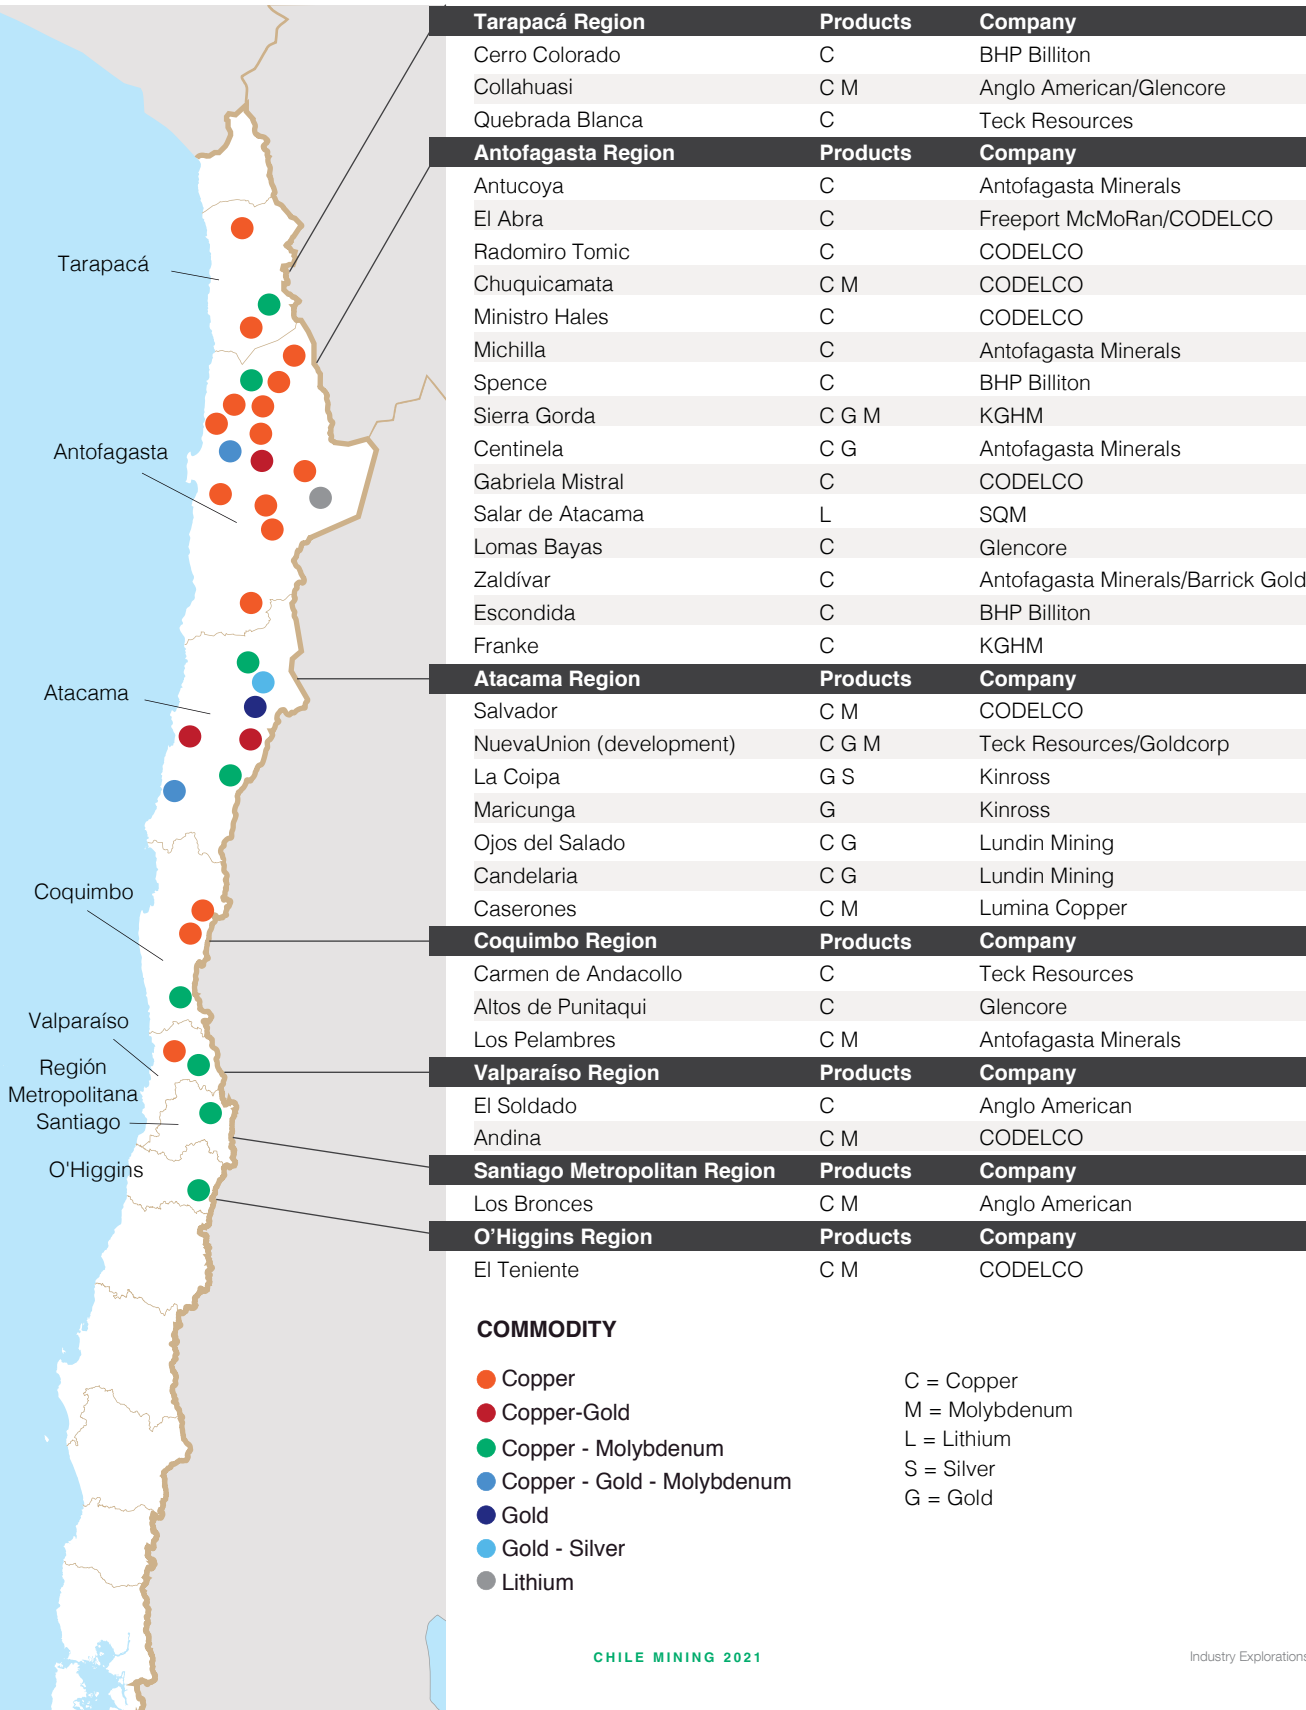 Tarapacá
Antofagasta
Atacama
Coquimbo
Valparaíso
Región
Metropolitana
Santiago
O'Higgins
Tarapacá Region Products Company
Cerro Colorado C BHP Billiton
Collahuasi C M Anglo American/Glencore
Quebrada Blanca C Teck Resources
Antofagasta Region Products Company
Antucoya C Antofagasta Minerals
El Abra C Freeport McMoRan/CODELCO
Radomiro Tomic C CODELCO
Chuquicamata C M CODELCO
Ministro Hales C CODELCO
Michilla C Antofagasta Minerals
Spence C BHP Billiton
Sierra Gorda C G M KGHM
Centinela C G Antofagasta Minerals
Gabriela Mistral C CODELCO
Salar de Atacama L SQM
Lomas Bayas C Glencore
Zaldívar C Antofagasta Minerals/Barrick Gold
Escondida C BHP Billiton
Franke C KGHM
Atacama Region Products Company
Salvador C M CODELCO
NuevaUnion (development) C G M Teck Resources/Goldcorp
La Coipa G S Kinross
Maricunga G Kinross
Ojos del Salado C G Lundin Mining
Candelaria C G Lundin Mining
Caserones C M Lumina Copper
Coquimbo Region Products Company
Carmen de Andacollo C Teck Resources
Altos de Punitaqui C Glencore
Los Pelambres C M Antofagasta Minerals
Valparaíso Region Products Company
El Soldado C Anglo American
Andina C M CODELCO
Santiago Metropolitan Region Products Company
Los Bronces C M Anglo American
O’Higgins Region Products Company
El Teniente C M CODELCO
COMMODITY
Copper
Copper-Gold
Copper - Molybdenum
Copper - Gold - Molybdenum
Gold
Gold - Silver
Lithium
C = Copper
M = Molybdenum
L = Lithium
S = Silver
G = Gold
CHILE MINING 2021
Industry Explorations